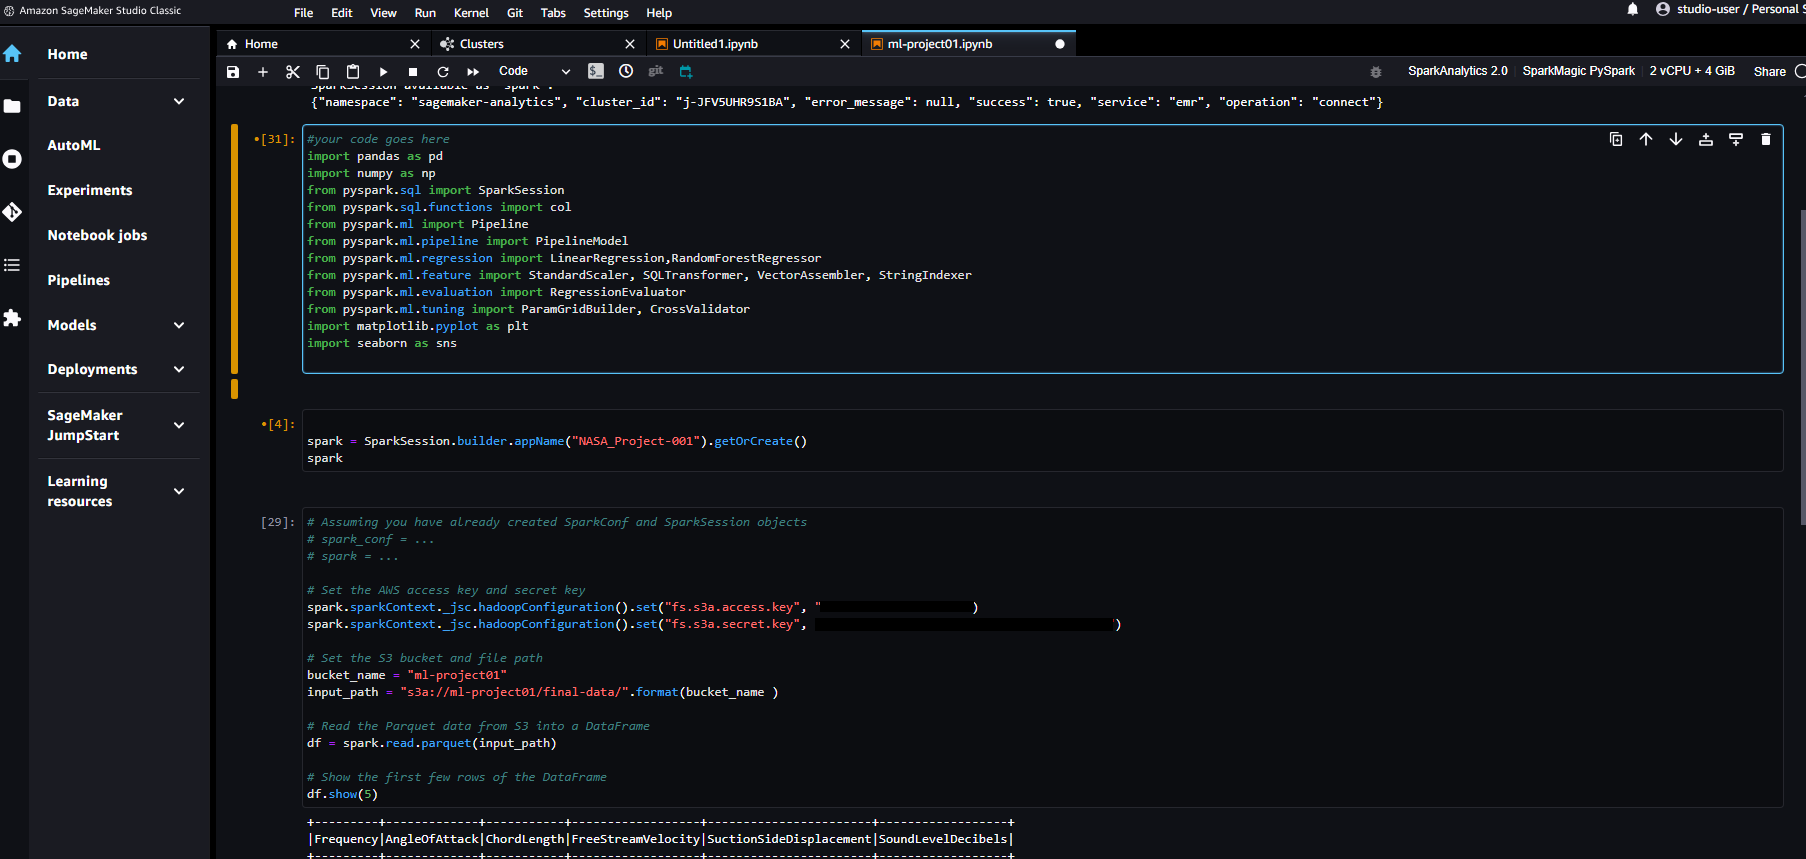 Amazon SageMaker Studio Classic
File Edit View Run Kernel Git Tabs Settings Help
studio-user / Personal S
Home
Data
AutoML
Experiments
Notebook jobs
Pipelines
Models
Deployments
SageMaker
JumpStart
Learning
resources
Home
Clusters
Untitled1.ipynb
ml-project01.ipynb
Code
$_
git
SparkAnalytics 2.0
SparkMagic PySpark
2 vCPU + 4 GiB
Share
SparkSession available as 'spark'.
{"namespace": "sagemaker-analytics", "cluster_id": "j-JFV5UHR9S1BA", "error_message": null, "success": true, "service": "emr", "operation": "connect"}
•[31]:
#your code goes here
import pandas as pd
import numpy as np
from pyspark.sql import SparkSession
from pyspark.sql.functions import col
from pyspark.ml import Pipeline
from pyspark.ml.pipeline import PipelineModel
from pyspark.ml.regression import LinearRegression,RandomForestRegressor
from pyspark.ml.feature import StandardScaler, SQLTransformer, VectorAssembler, StringIndexer
from pyspark.ml.evaluation import RegressionEvaluator
from pyspark.ml.tuning import ParamGridBuilder, CrossValidator
import matplotlib.pyplot as plt
import seaborn as sns
•[4]:
spark = SparkSession.builder.appName("NASA_Project-001").getOrCreate()
spark
[29]:
# Assuming you have already created SparkConf and SparkSession objects
# spark_conf = ...
# spark = ...
# Set the AWS access key and secret key
spark.sparkContext._jsc.hadoopConfiguration().set("fs.s3a.access.key", " )
spark.sparkContext._jsc.hadoopConfiguration().set("fs.s3a.secret.key", )
# Set the S3 bucket and file path
bucket_name = "ml-project01"
input_path = "s3a://ml-project01/final-data/".format(bucket_name )
# Read the Parquet data from S3 into a DataFrame
df = spark.read.parquet(input_path)
# Show the first few rows of the DataFrame
df.show(5)
+---------+-------------+-----------+------------------+-----------------------+------------------+
|Frequency|AngleOfAttack|ChordLength|FreeStreamVelocity|SuctionSideDisplacement|SoundLevelDecibels|
+---------+-------------+-----------+------------------+-----------------------+------------------+